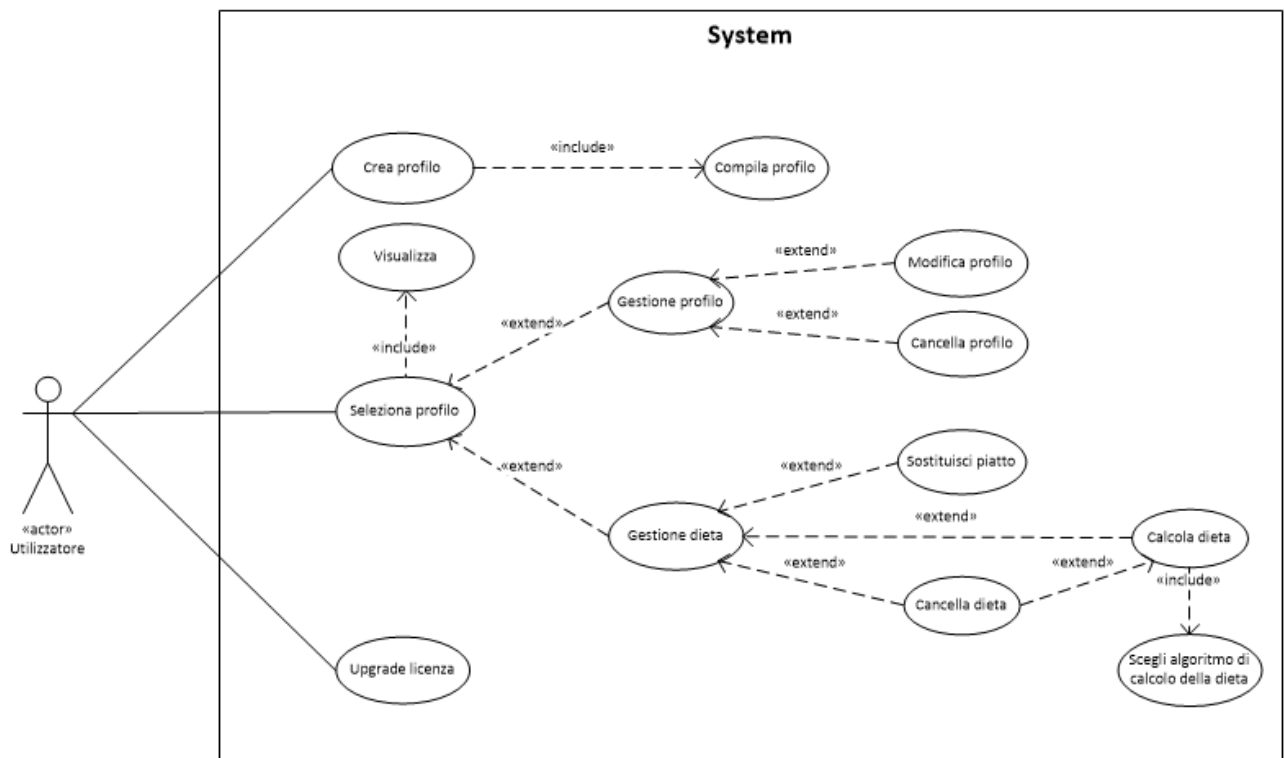 System
Crea profilo
«include»
Compila profilo
Visualizza
«include»
«extend»
Gestione profilo
«extend»
Modifica profilo
«extend»
Cancella profilo
Seleziona profilo
«actor»
Utilizzatore
«extend»
Gestione dieta
«extend»
Sostituisci piatto
«extend»
Calcola dieta
«extend»
Cancella dieta
«extend»
«include»
Scegli algoritmo di
calcolo della dieta
Upgrade licenza